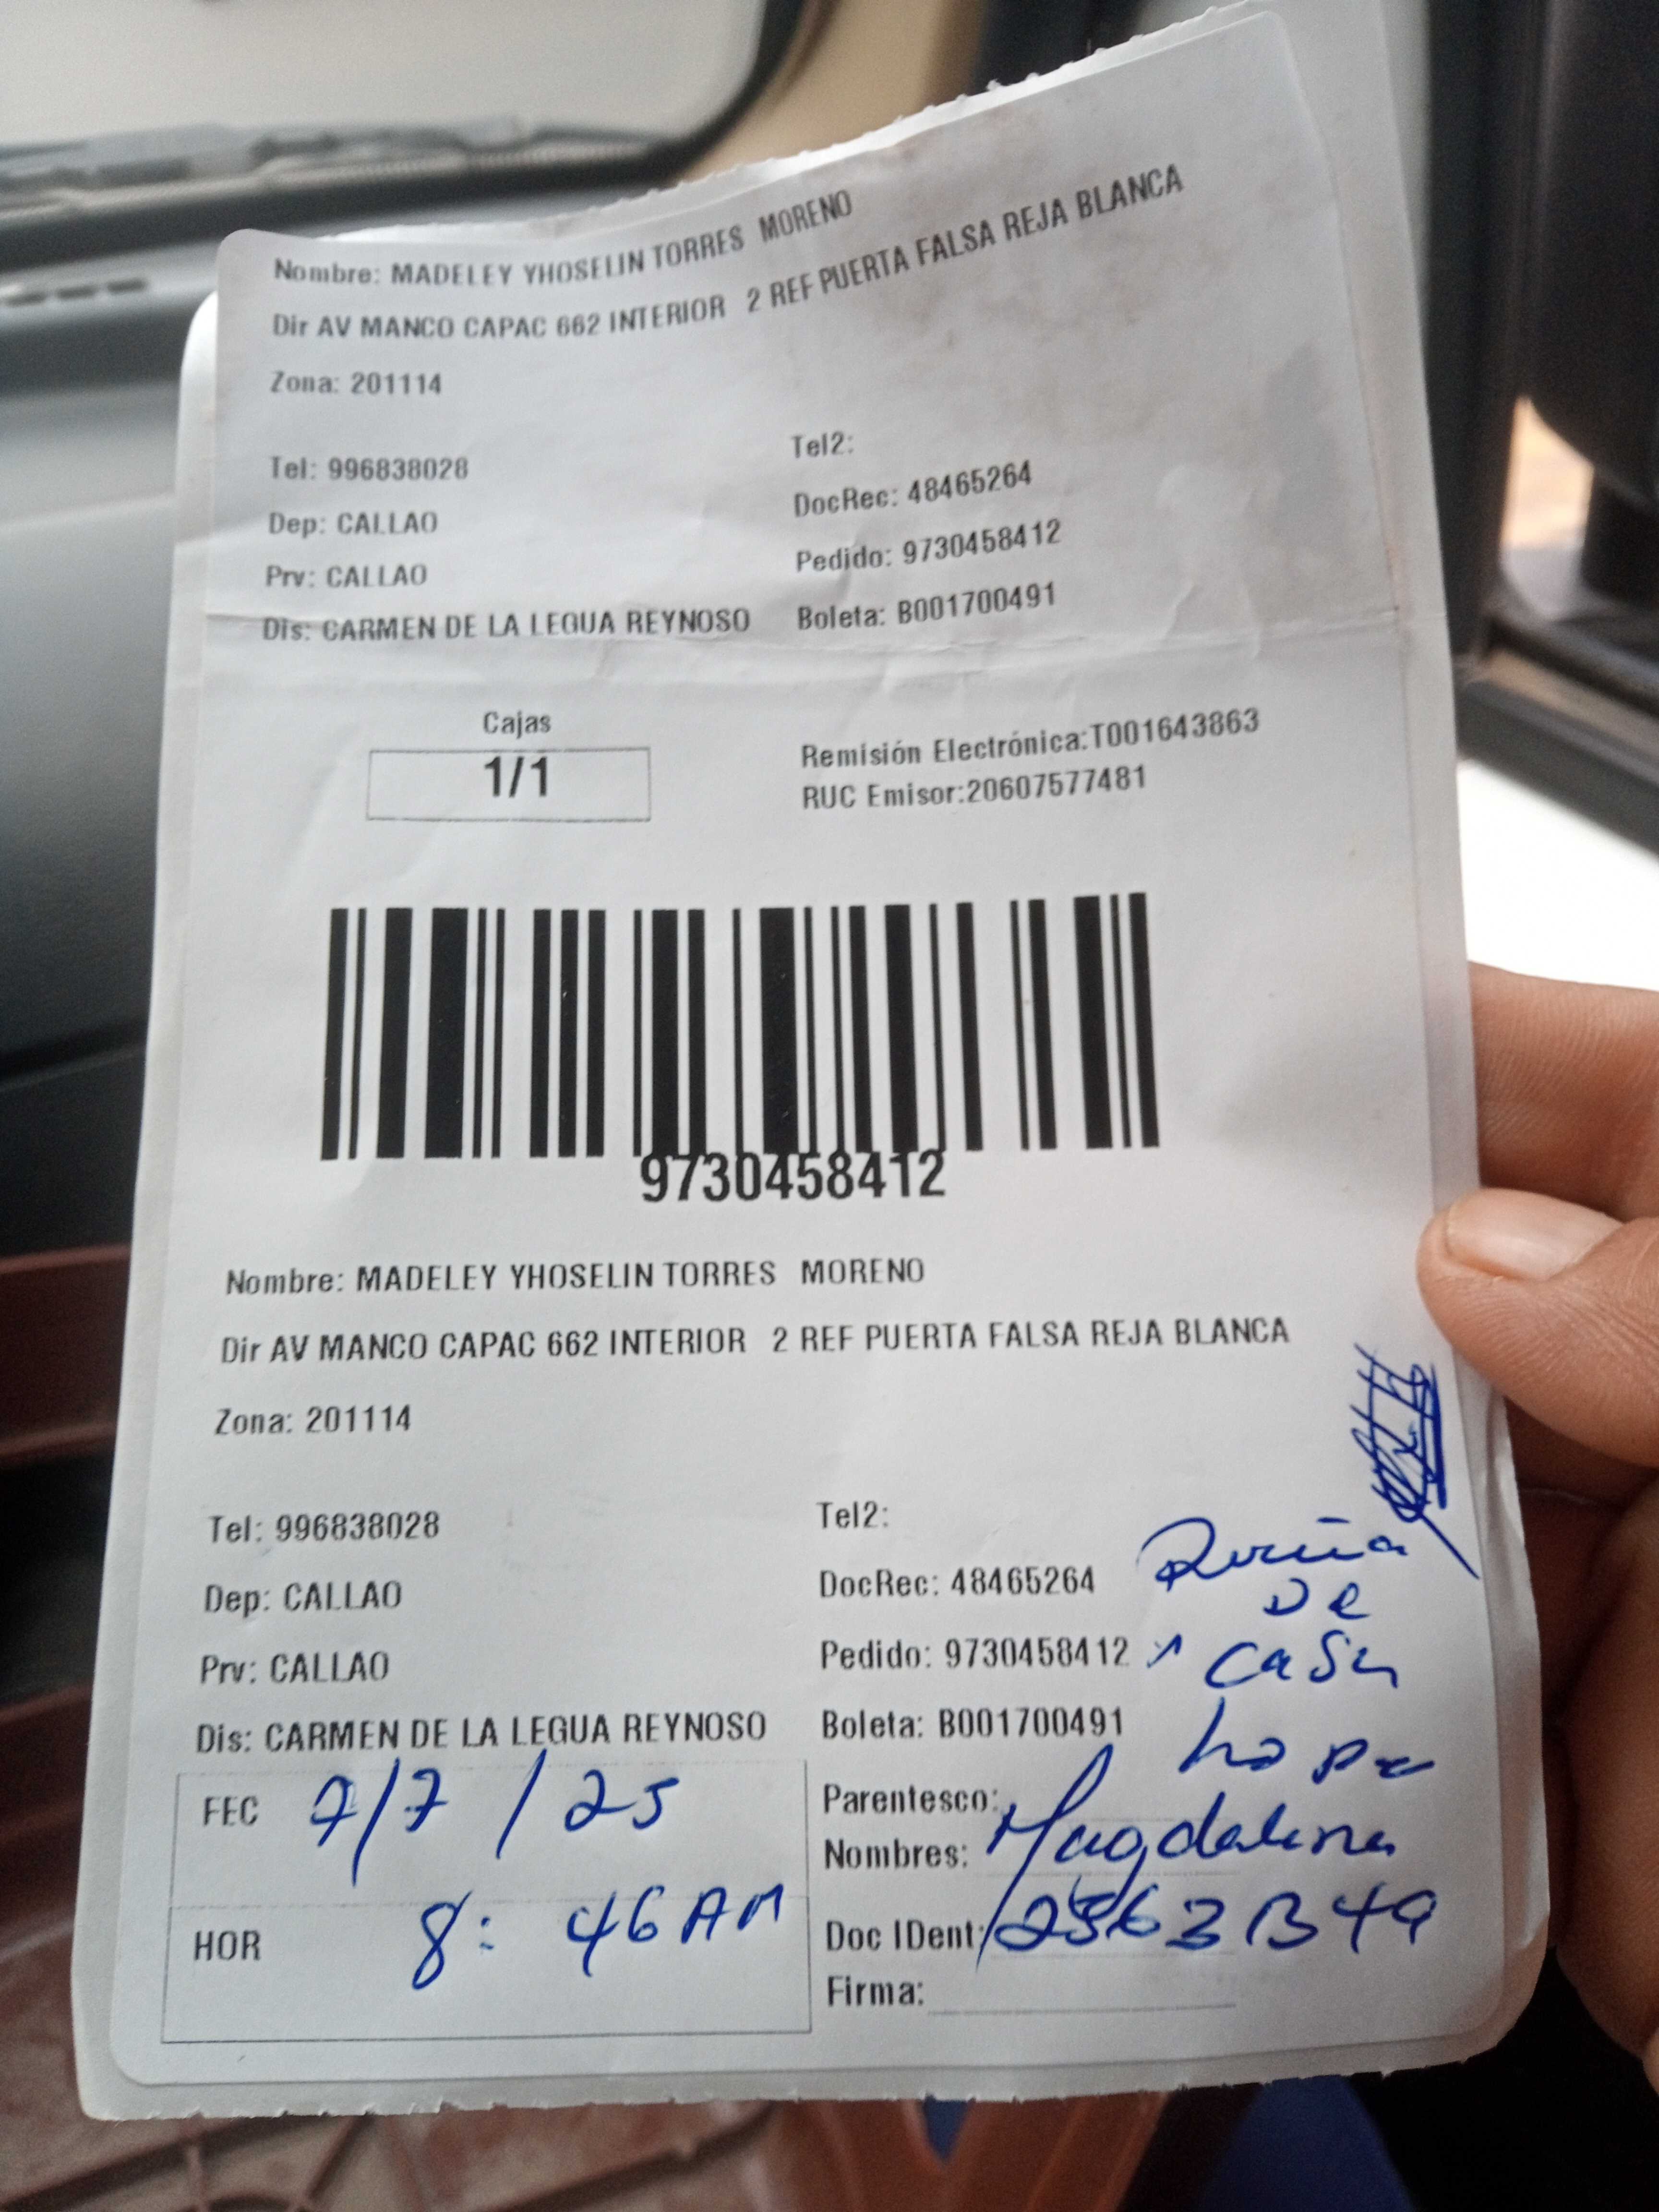 Nombre: MADELEY YHOSELIN TORRES MORENO
Dir AV MANCO CAPAC 662 INTERIOR 2 REF PUERTA FALSA REJA BLANCA
Zona: 201114
Tel: 996838028
Tel2:
Dep: CALLAO
DocRec: 48465264
Prv: CALLAO
Pedido: 9730458412
Dis: CARMEN DE LA LEGUA REYNOSO
Boleta: B001700491
Cajas
1/1
Remisión Electrónica:T001643863
RUC Emisor:20607577481
9730458412
Nombre: MADELEY YHOSELIN TORRES MORENO
Dir AV MANCO CAPAC 662 INTERIOR 2 REF PUERTA FALSA REJA BLANCA
Zona: 201114
Tel: 996838028
Tel2:
Dep: CALLAO
DocRec: 48465264
DE
Prv: CALLAO
Pedido: 9730458412
casa
Dis: CARMEN DE LA LEGUA REYNOSO
Boleta: B001700491
FEC 7/7/25
Parentesco:
Nombres: Magdalena
HOR 8:46 AM
Doc IDent:
Firma: